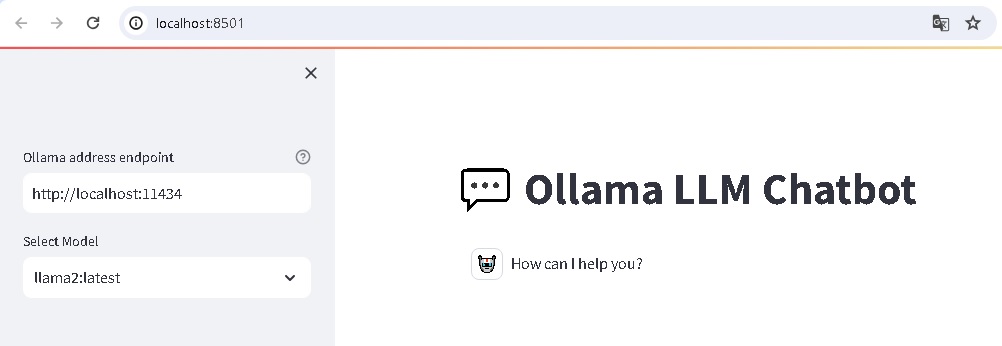 localhost:8501
Ollama address endpoint
http://localhost:11434
Select Model
llama2:latest
Ollama LLM Chatbot
How can I help you?